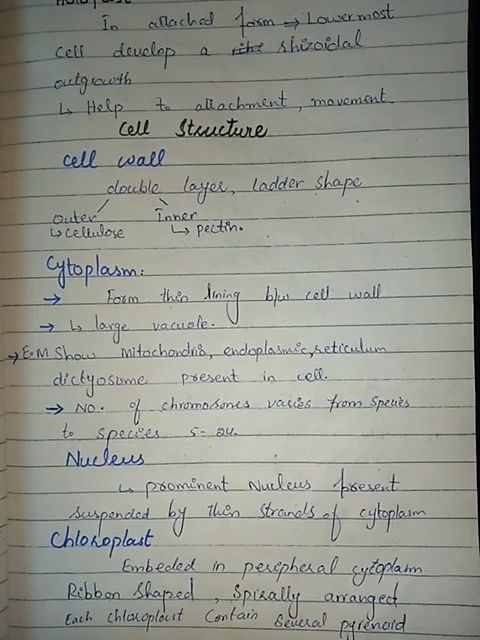 In attached form → Lowermost
cell develop a rhizoidal
outgrowth
↳ Help to attachment, movement
Cell Structure
Cell wall
double layer, ladder shape
outer Inner
↳ cellulose ↳ pectin.
Cytoplasm:
→ Form thin lining b/w cell wall
→ ↳ large vacuole.
→ E.M Show Mitochondria, endoplasmic, reticulum
dictyosome present in cell.
→ NO. of chromosones varies from species
to species 5-24.
Nucleus
↳ prominent Nucleus present
suspended by thin strands of cytoplasm
Chloroplast
Embeded in peripheral cytoplasm
Ribbon shaped, Spirally arranged
Each chloroplast Contain Several pyrenoid